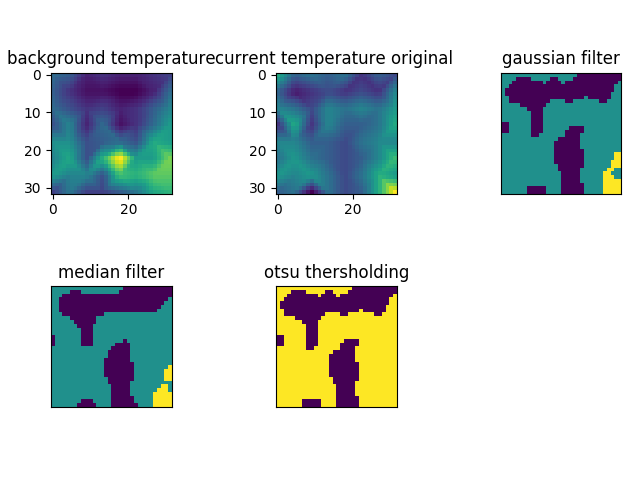 background temperature
current temperature original
gaussian filter
0
10
20
30
0
20
0
10
20
30
0
20
median filter
otsu thersholding